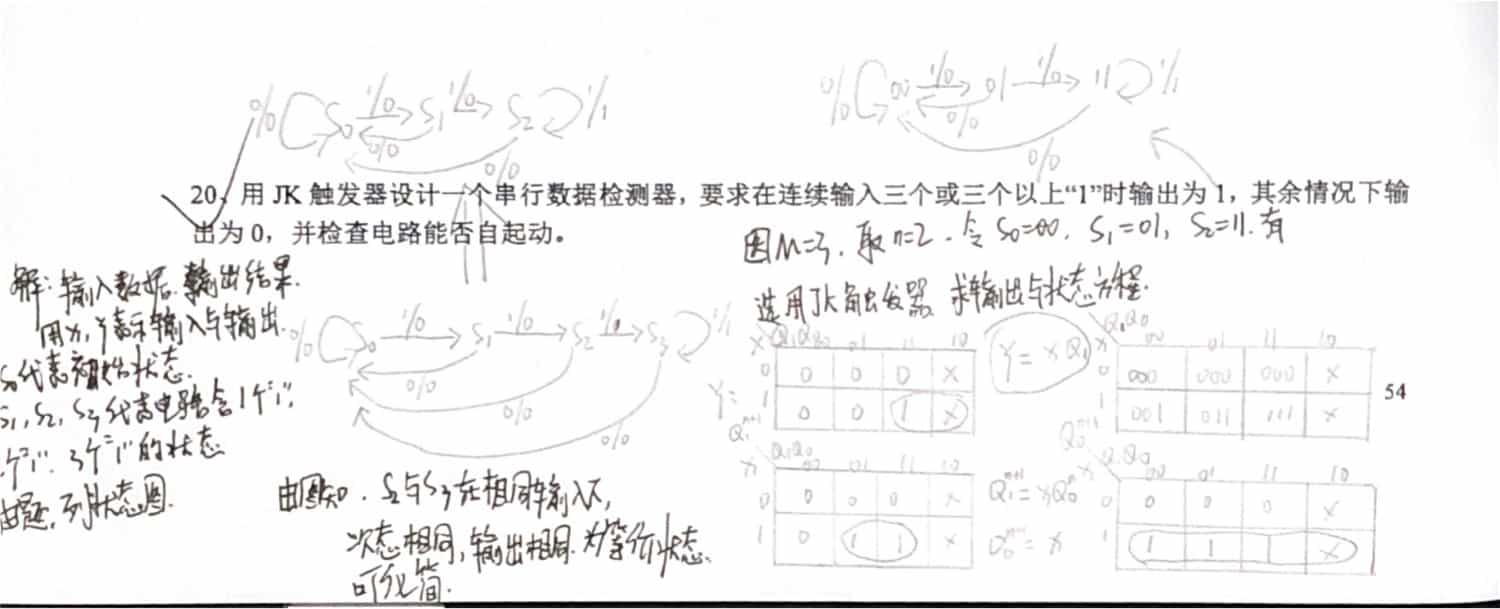 0/0 S0 1/0 S1 1/0 S2 1/1
0/0
0/0
0/0 00 1/0 01 1/0 11 1/1
0/0
0/0
20、用 JK 触发器设计一个串行数据检测器，要求在连续输入三个或三个以上“1”时输出为 1，其余情况下输
出为 0，并检查电路能否自起动。
解：输入数据、输出结果.
用X,Y表示输入与输出.
S0代表初始状态.
S1,S2,S3代表电路含1个"1",
个"1"、3个"1"的状态
由题,列状态图.
0/0 S0 1/0 S1 1/0 S2 1/0 S3 1/1
0/0
0/0
0/0
由图知、S2与S3在相同输入下,
次态相同,输出相同.为等价状态.
可化简.
因M=3、取n=2、令 S0=00、S1=01, S2=11.有
选用JK触发器 求输出与状态方程.
X Q1Q0 00 01 11 10
0 0 0 0 X
Y= 1 0 0 1 X
Y=XQ1
Q1Q0
X 00 01 11 10
0 000 000 000 X
1 001 011 111 X
54
Q1^{n+1}
X Q1Q0 00 01 11 10
0 0 0 0 X
1 0 1 1 X
Q1^{n+1}=XQ0^n
Q0^{n+1}=X
Q0^{n+1}
X Q1Q0 00 01 11 10
0 0 0 0 X
1 1 1 1 X